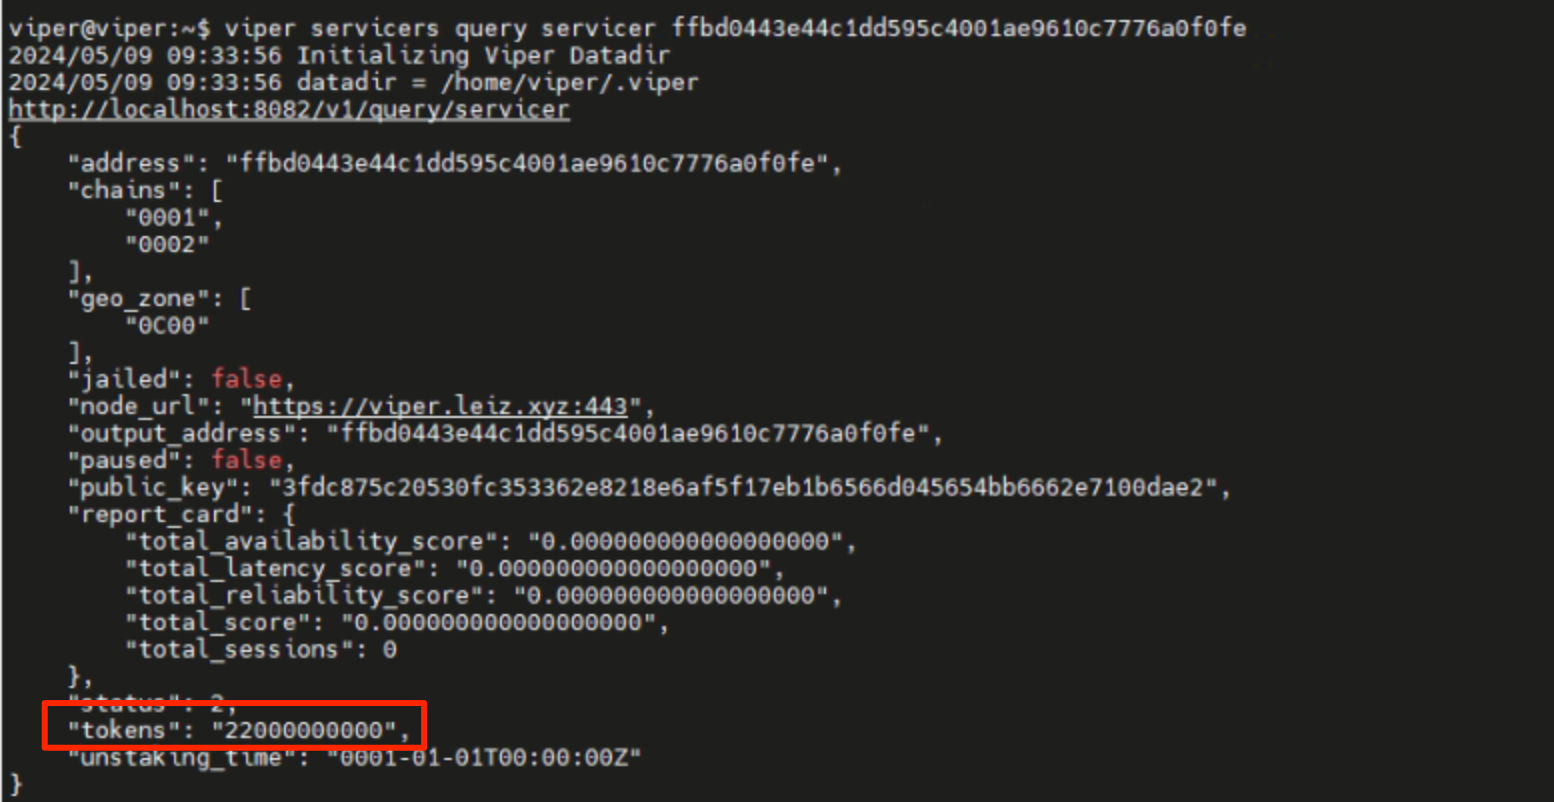 viper@viper:~$ viper servicers query servicer ffbd0443e44c1dd595c4001ae9610c7776a0f0fe
2024/05/09 09:33:56 Initializing Viper Datadir
2024/05/09 09:33:56 datadir = /home/viper/.viper
http://localhost:8082/v1/query/servicer
{
    "address": "ffbd0443e44c1dd595c4001ae9610c7776a0f0fe",
    "chains": [
        "0001",
        "0002"
    ],
    "geo_zone": [
        "0C00"
    ],
    "jailed": false,
    "node_url": "https://viper.leiz.xyz:443",
    "output_address": "ffbd0443e44c1dd595c4001ae9610c7776a0f0fe",
    "paused": false,
    "public_key": "3fdc875c20530fc353362e8218e6af5f17eb1b6566d045654bb6662e7100dae2",
    "report_card": {
        "total_availability_score": "0.000000000000000000",
        "total_latency_score": "0.000000000000000000",
        "total_reliability_score": "0.000000000000000000",
        "total_score": "0.000000000000000000",
        "total_sessions": 0
    },
    "status": 2,
    "tokens": "22000000000",
    "unstaking_time": "0001-01-01T00:00:00Z"
}